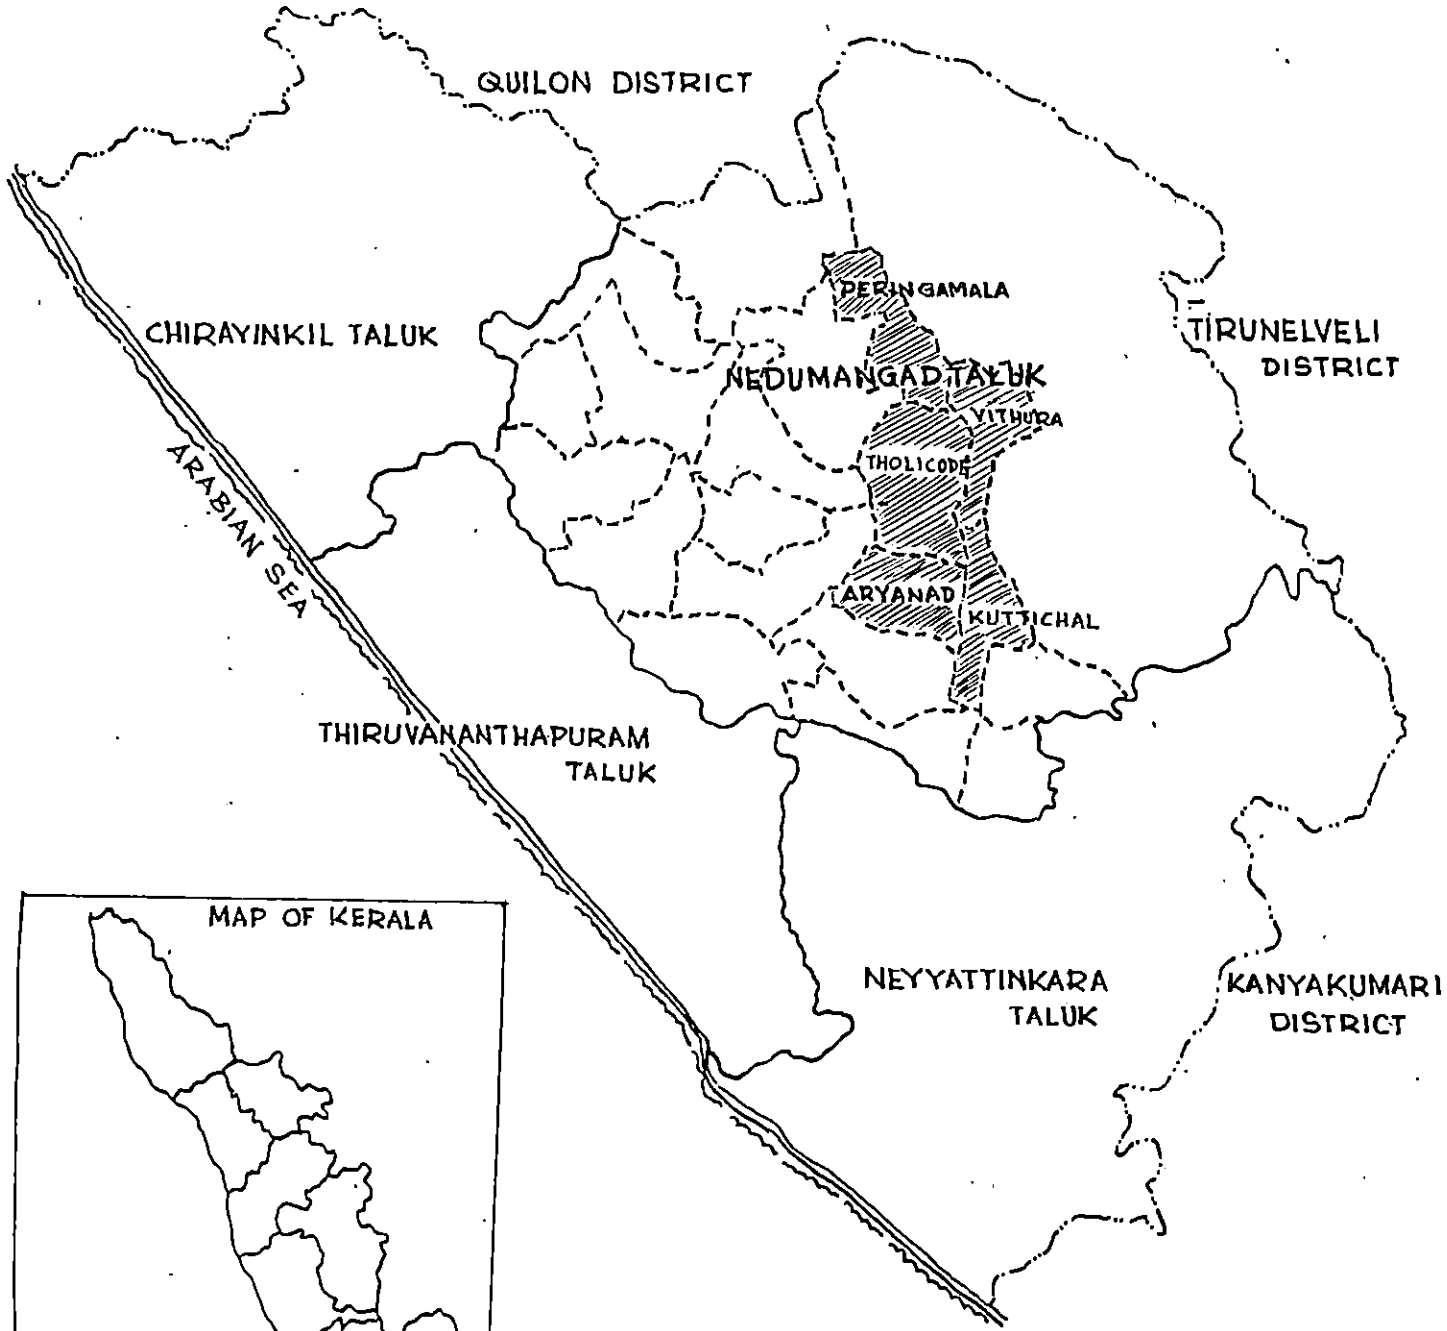 QUILON DISTRICT
PERINGAMALA
CHIRAYINKIL TALUK
TIRUNELVELI
DISTRICT
NEDUMANGAD TALUK
VITHURA
THOLICODE
ARABIAN SEA
ARYANAD
KUTTICHAL
THIRUVANANTHAPURAM
TALUK
MAP OF KERALA
NEYYATTINKARA
TALUK
KANYAKUMARI
DISTRICT